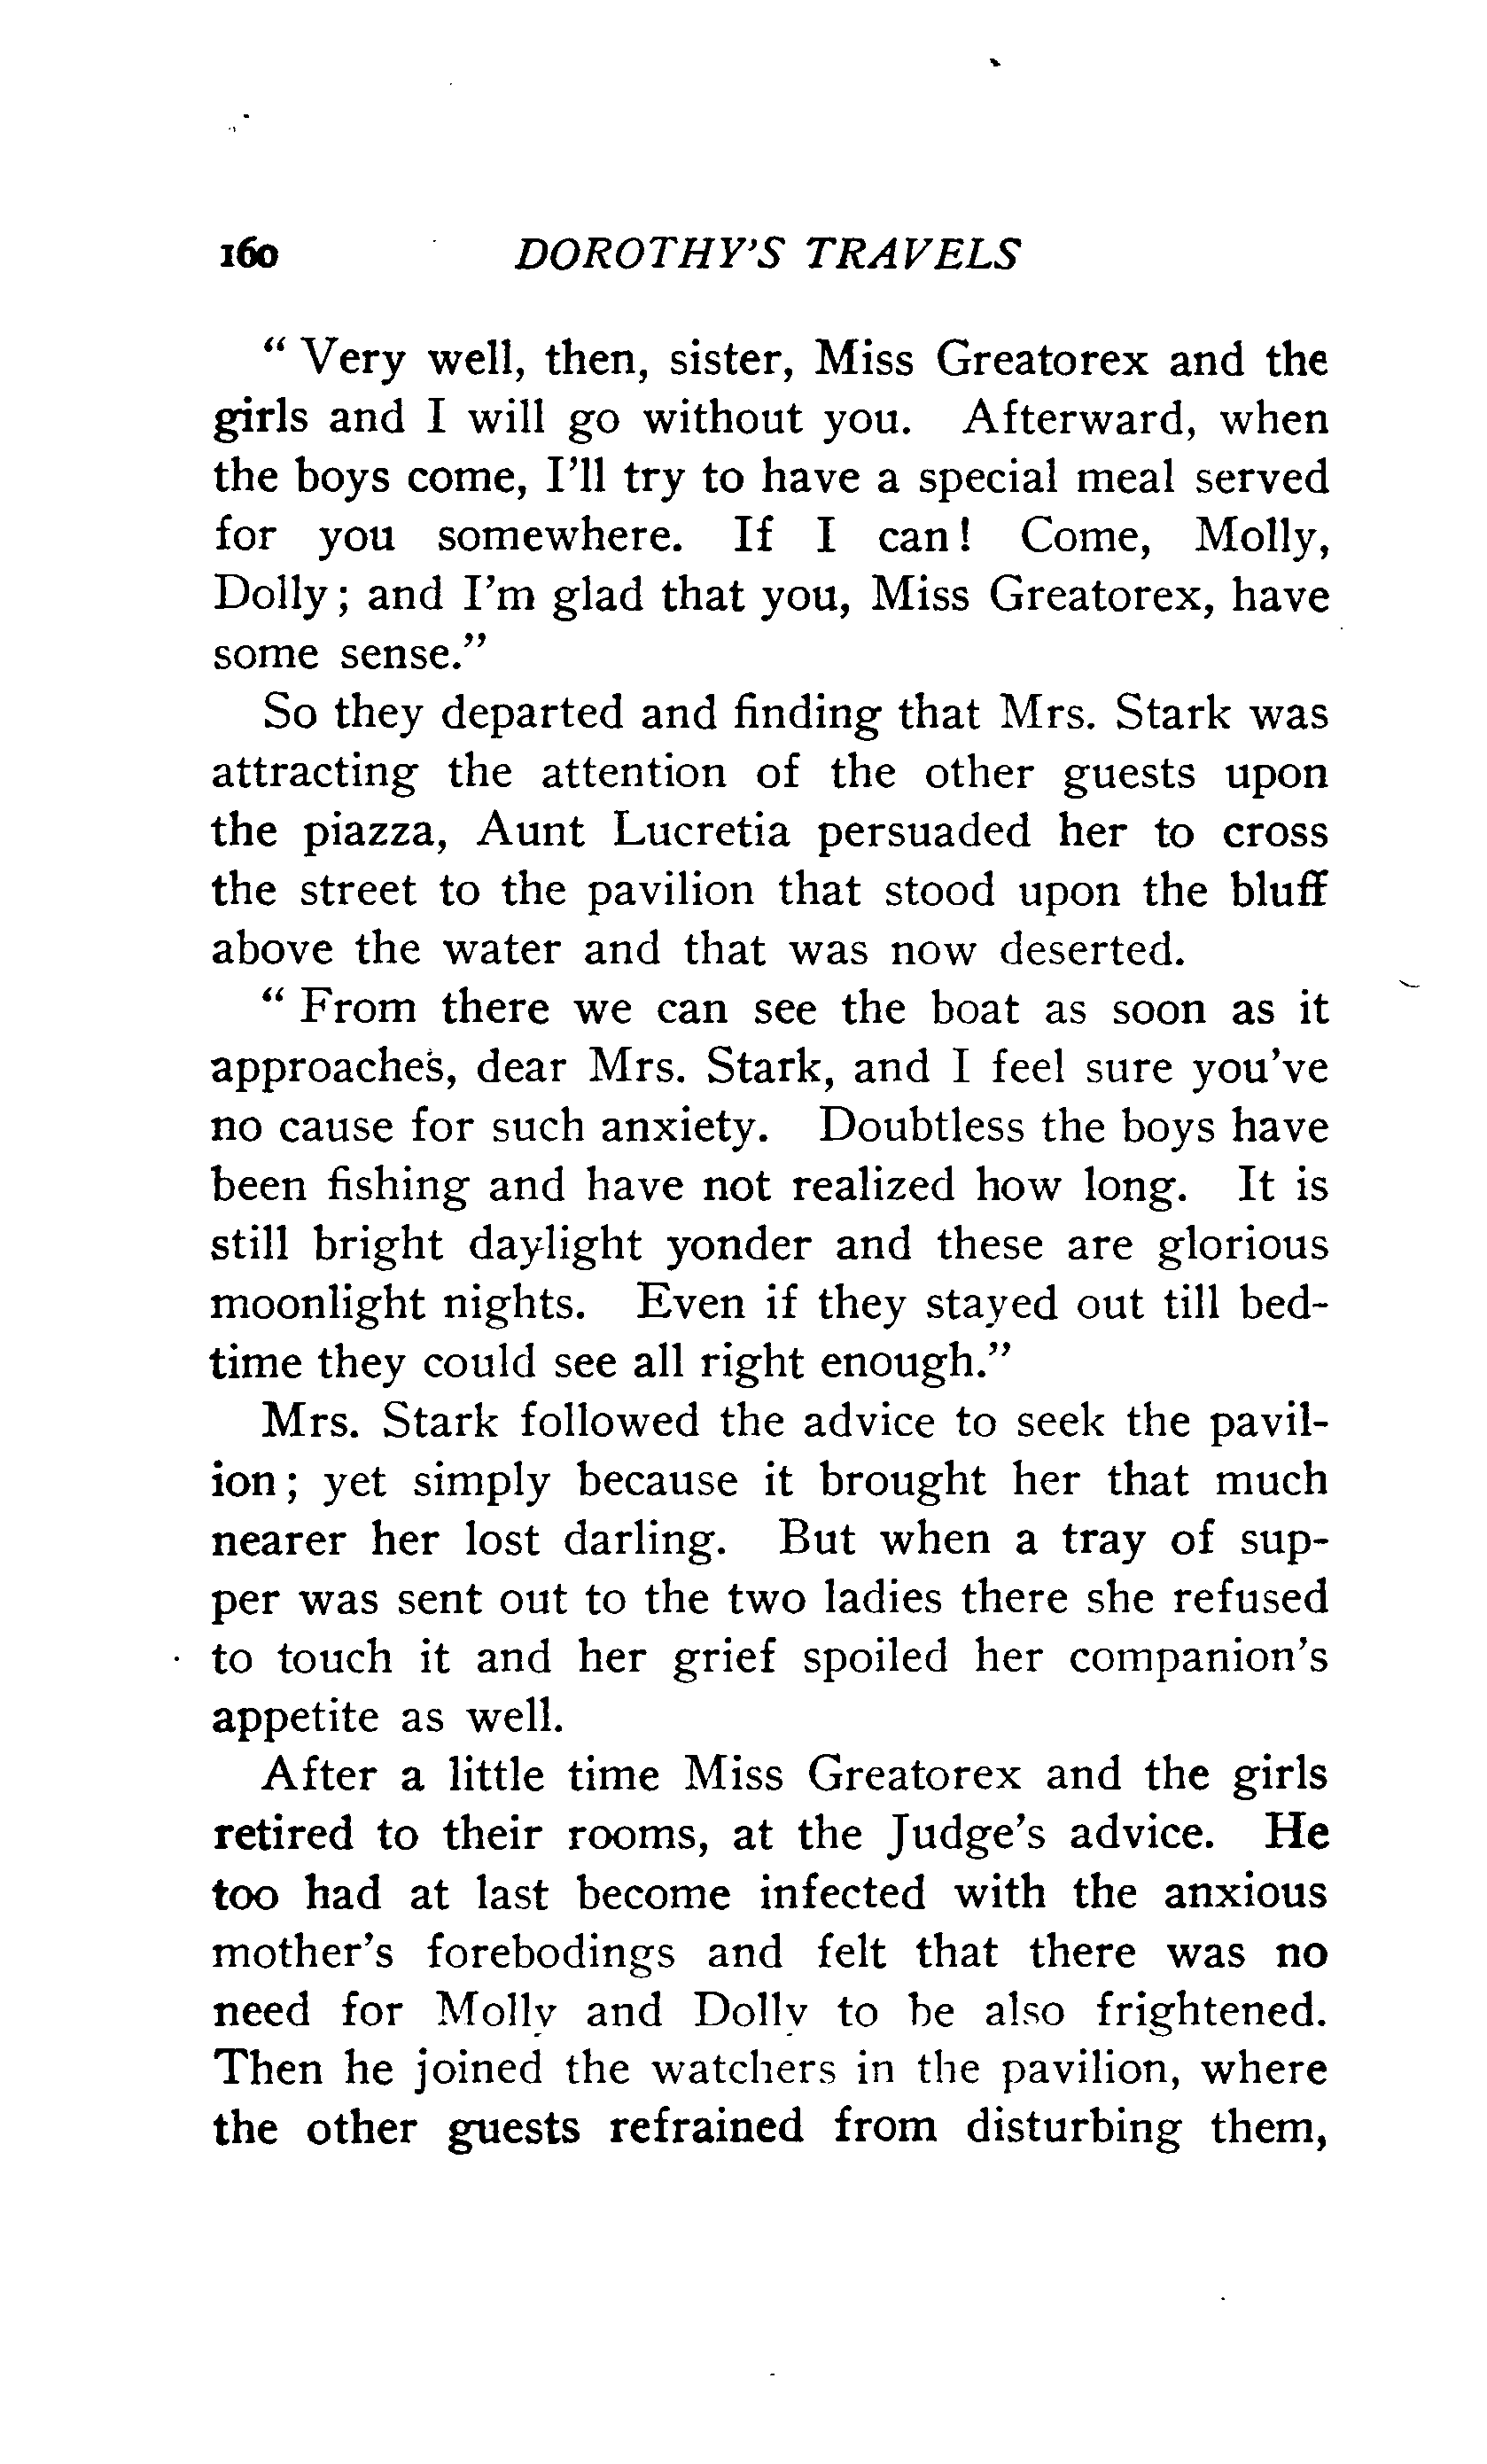 160 DOROTHY'S TRAVELS
" Very well, then, sister, Miss Greatorex and the
girls and I will go without you. Afterward, when
the boys come, I'll try to have a special meal served
for you somewhere. If I can! Come, Molly,
Dolly; and I'm glad that you, Miss Greatorex, have
some sense."
So they departed and finding that Mrs. Stark was
attracting the attention of the other guests upon
the piazza, Aunt Lucretia persuaded her to cross
the street to the pavilion that stood upon the bluff
above the water and that was now deserted.
" From there we can see the boat as soon as it
approaches, dear Mrs. Stark, and I feel sure you've
no cause for such anxiety. Doubtless the boys have
been fishing and have not realized how long. It is
still bright daylight yonder and these are glorious
moonlight nights. Even if they stayed out till bed-
time they could see all right enough."
Mrs. Stark followed the advice to seek the pavil-
ion; yet simply because it brought her that much
nearer her lost darling. But when a tray of sup-
per was sent out to the two ladies there she refused
to touch it and her grief spoiled her companion's
appetite as well.
After a little time Miss Greatorex and the girls
retired to their rooms, at the Judge's advice. He
too had at last become infected with the anxious
mother's forebodings and felt that there was no
need for Molly and Dolly to be also frightened.
Then he joined the watchers in the pavilion, where
the other guests refrained from disturbing them,